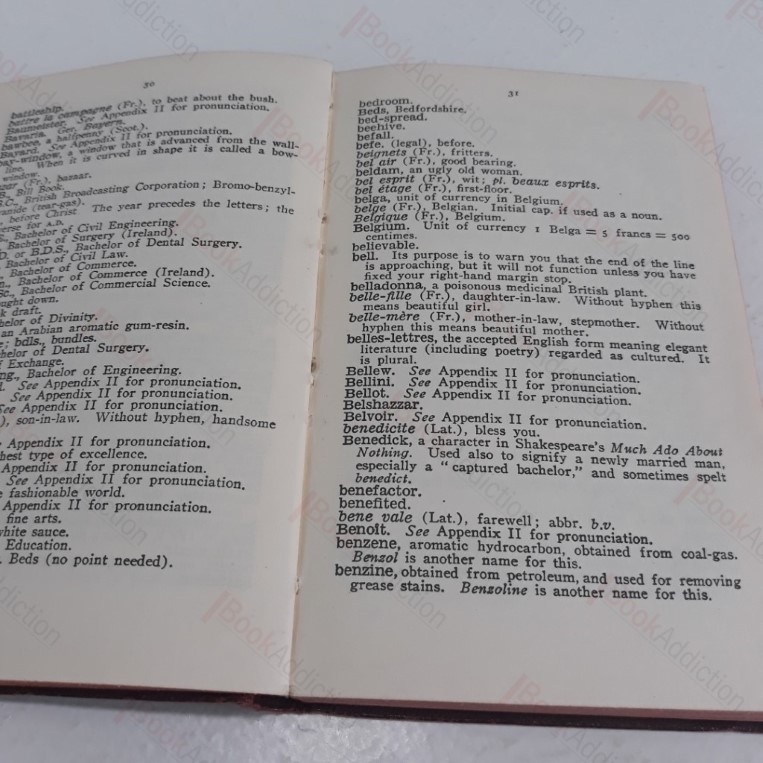 30
battleship.
battre la campagne (Fr.), to beat about the bush.
Baumeister. See Appendix II for pronunciation.
Bavaria. Ger. Bayern.
bawbee, a halfpenny (Scot.).
Bayard. See Appendix II for pronunciation.
bay-window, a window that is advanced from the wall-
line. When it is curved in shape it is called a bow-
window.
(Fr.), bazaar.
Bill Book.
British Broadcasting Corporation; Bromo-benzyl-
(tear-gas).
before Christ The year precedes the letters; the
for A.D.
Bachelor of Civil Engineering.
Bachelor of Surgery (Ireland).
D. or B.D.S., Bachelor of Dental Surgery.
Bachelor of Civil Law.
Bachelor of Commerce.
Bachelor of Commerce (Ireland).
Bachelor of Commercial Science.
down.
draft.
of Divinity.
an Arabian aromatic gum-resin.
; bdls., bundles.
of Dental Surgery.
Exchange.
Bachelor of Engineering.
See Appendix II for pronunciation.
See Appendix II for pronunciation.
See Appendix II for pronunciation.
), son-in-law. Without hyphen, handsome
Appendix II for pronunciation.
type of excellence.
Appendix II for pronunciation.
See Appendix II for pronunciation.
fashionable world.
Appendix II for pronunciation.
fine arts.
white sauce.
Education.
Beds (no point needed).
31
bedroom.
Beds, Bedfordshire.
bed-spread.
beehive.
befall.
befe. (legal), before.
beignets (Fr.), fritters.
bel air (Fr.), good bearing.
beldam, an ugly old woman.
bel esprit (Fr.), wit; pl. beaux esprits.
bel étage (Fr.), first-floor.
belga, unit of currency in Belgium.
belge (Fr.), Belgian. Initial cap. if used as a noun.
Belgique (Fr.), Belgium.
Belgium. Unit of currency 1 Belga = 5 francs = 500
centimes.
believable.
bell. Its purpose is to warn you that the end of the line
is approaching, but it will not function unless you have
fixed your right-hand margin stop.
belladonna, a poisonous medicinal British plant.
belle-fille (Fr.), daughter-in-law. Without hyphen this
means beautiful girl.
belle-mère (Fr.), mother-in-law, stepmother. Without
hyphen this means beautiful mother.
belles-lettres, the accepted English form meaning elegant
literature (including poetry) regarded as cultured. It
is plural.
Bellew. See Appendix II for pronunciation.
Bellini. See Appendix II for pronunciation.
Bellot. See Appendix II for pronunciation.
Belshazzar.
Belvoir. See Appendix II for pronunciation.
benedicite (Lat.), bless you.
Benedick, a character in Shakespeare's Much Ado About
Nothing. Used also to signify a newly married man,
especially a "captured bachelor," and sometimes spelt
benedict.
benefactor.
benefited.
bene vale (Lat.), farewell; abbr. b.v.
Benoît. See Appendix II for pronunciation.
benzene, aromatic hydrocarbon, obtained from coal-gas.
Benzol is another name for this.
benzine, obtained from petroleum, and used for removing
grease stains. Benzoline is another name for this.